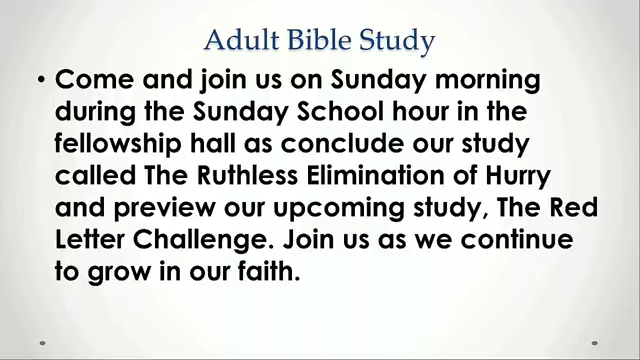 Adult Bible Study
• Come and join us on Sunday morning
during the Sunday School hour in the
fellowship hall as conclude our study
called The Ruthless Elimination of Hurry
and preview our upcoming study, The Red
Letter Challenge. Join us as we continue
to grow in our faith.